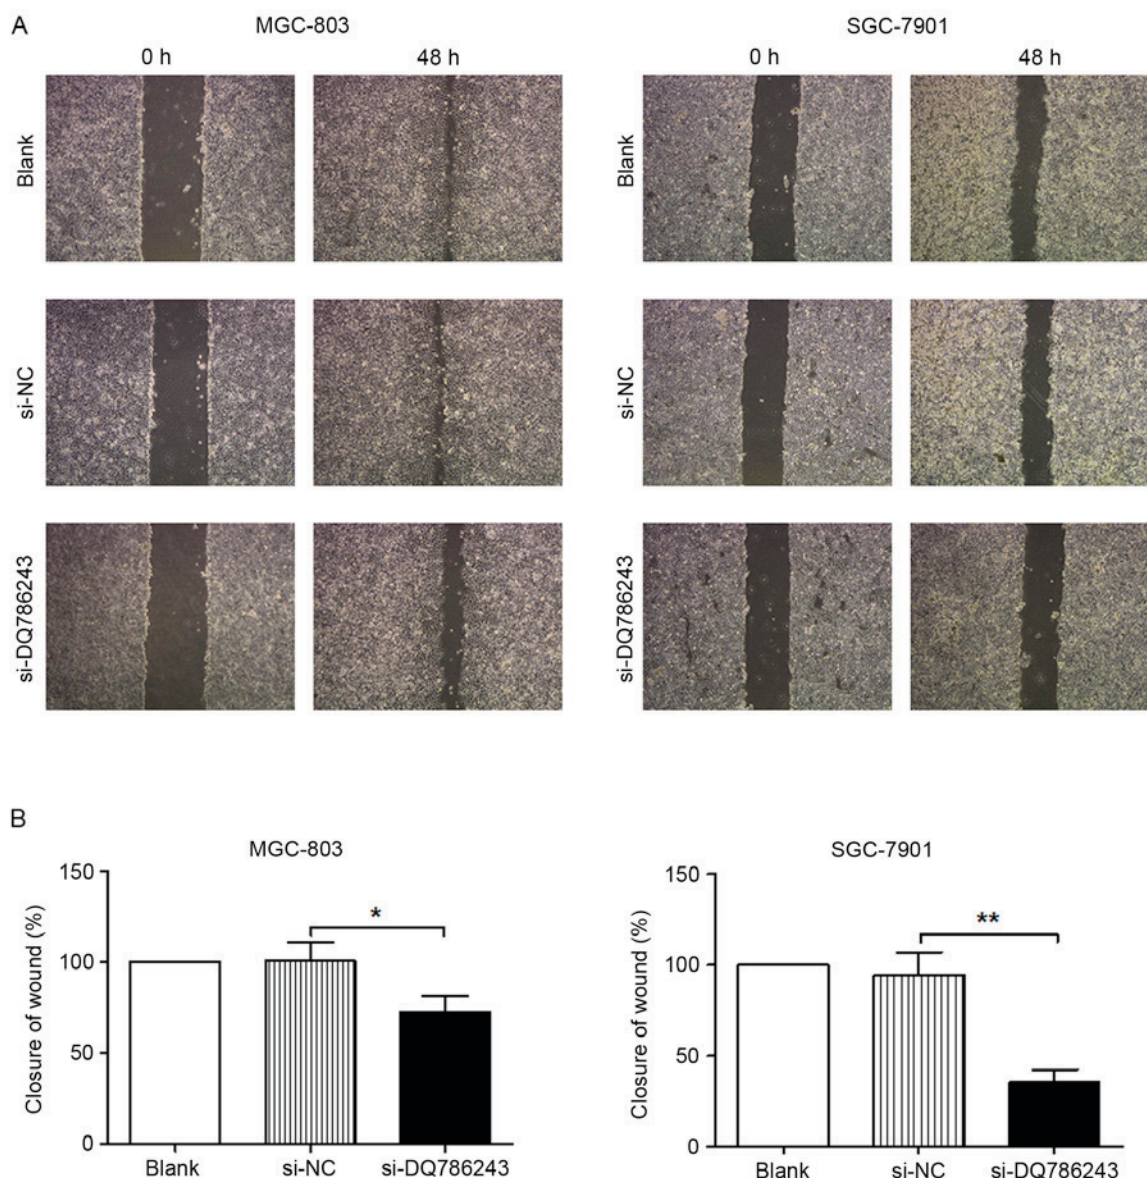 A
MGC-803
SGC-7901
0 h
48 h
0 h
48 h
Blank
Blank
si-NC
si-NC
si-DQ786243
si-DQ786243
B
MGC-803
Closure of wound (%)
150
100
50
0
*
Blank
si-NC
si-DQ786243
SGC-7901
Closure of wound (%)
150
100
50
0
**
Blank
si-NC
si-DQ786243